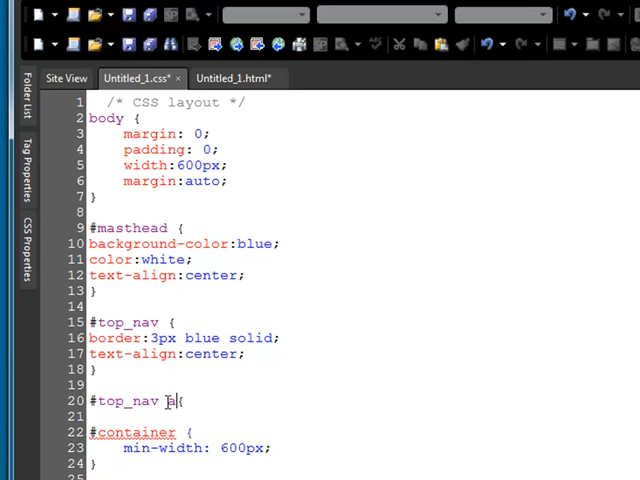 Site View Untitled_1.css* × Untitled_1.html*
Folder List
Tag Properties
CSS Properties
1 /* CSS layout */
2 body {
3 margin: 0;
4 padding: 0;
5 width:600px;
6 margin:auto;
7 }
8
9 #masthead {
10 background-color:blue;
11 color:white;
12 text-align:center;
13 }
14
15 #top_nav {
16 border:3px blue solid;
17 text-align:center;
18 }
19
20 #top_nav a{
21
22 #container {
23 min-width: 600px;
24 }
25